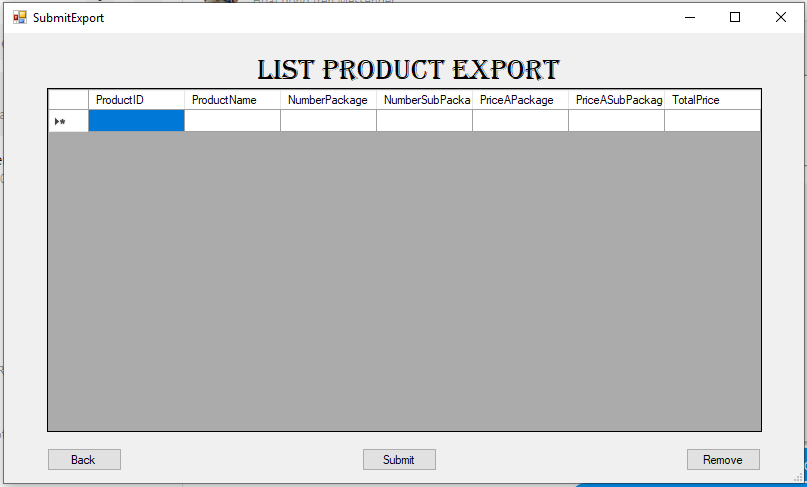 SubmitExport
LIST PRODUCT EXPORT
ProductID ProductName NumberPackage NumberSubPacka PriceAPackage PriceASubPackag TotalPrice
Back Submit Remove